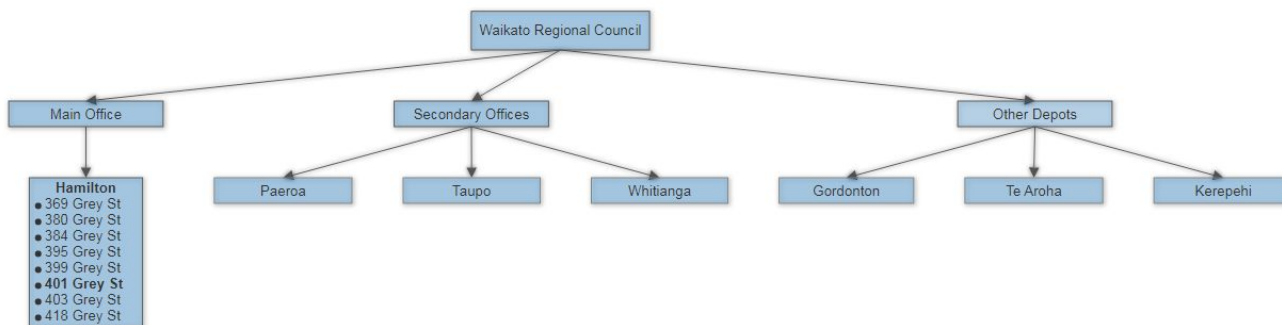 Waikato Regional Council
Main Office
Secondary Offices
Other Depots
Hamilton
369 Grey St
380 Grey St
384 Grey St
395 Grey St
399 Grey St
401 Grey St
403 Grey St
418 Grey St
Paeroa
Taupo
Whitianga
Gordonton
Te Aroha
Kerepehi